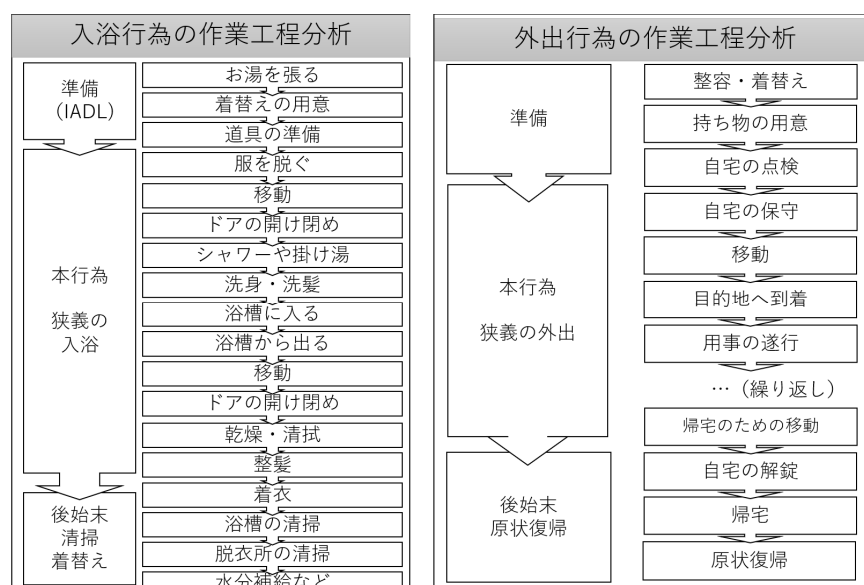 入浴行為の作業工程分析
準備
（IADL）
本行為
狭義の
入浴
後始末
清掃
着替え
お湯を張る
着替えの用意
道具の準備
服を脱ぐ
移動
ドアの開け閉め
シャワーや掛け湯
洗身・洗髪
浴槽に入る
浴槽から出る
移動
ドアの開け閉め
乾燥・清拭
整髪
着衣
浴槽の清掃
脱衣所の清掃
水分補給など
外出行為の作業工程分析
準備
本行為
狭義の外出
後始末
原状復帰
整容・着替え
持ち物の用意
自宅の点検
自宅の保守
移動
目的地へ到着
用事の遂行
…（繰り返し）
帰宅のための移動
自宅の解錠
帰宅
原状復帰